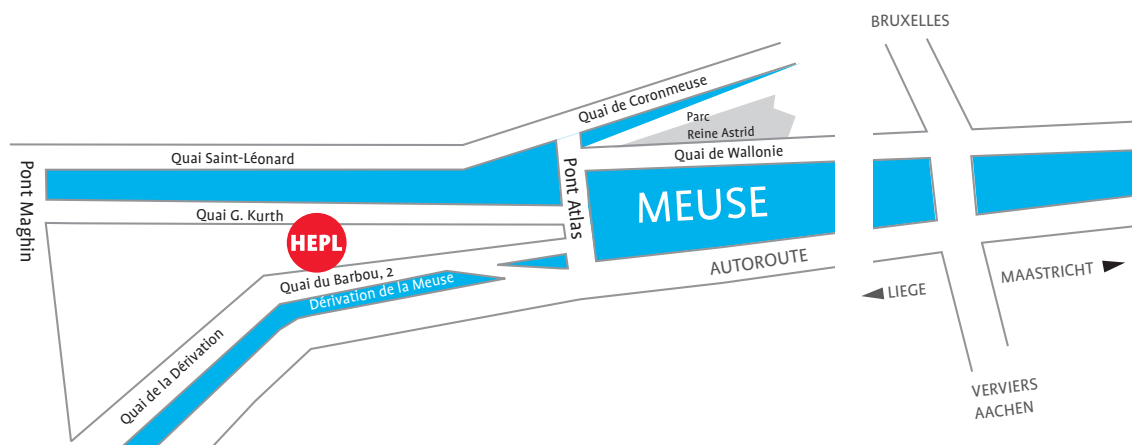 BRUXELLES
Quai de Coronmeuse
Parc
Reine Astrid
Quai Saint-Léonard
Quai de Wallonie
Pont Maghin
Pont Atlas
MEUSE
Quai G. Kurth
HEPL
Quai du Barbou, 2
Dérivation de la Meuse
AUTOROUTE
MAASTRICHT
LIEGE
Quai de la Dérivation
VERVIERS
AACHEN